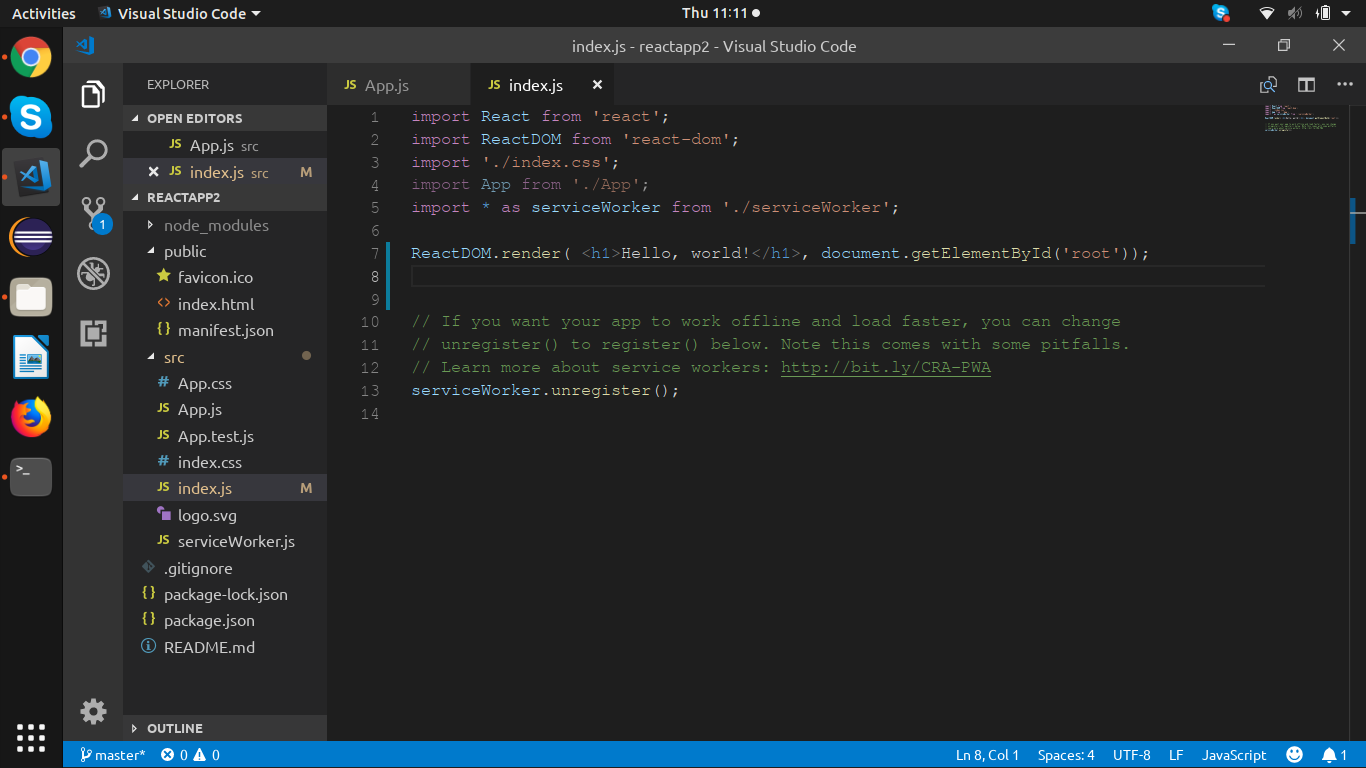 Activities Visual Studio Code Thu 11:11
index.js - reactapp2 - Visual Studio Code
EXPLORER
OPEN EDITORS
JS App.js src
JS index.js src M
REACTAPP2
node_modules
public
favicon.ico
<> index.html
{} manifest.json
src
# App.css
JS App.js
JS App.test.js
# index.css
JS index.js M
logo.svg
JS serviceWorker.js
.gitignore
{} package-lock.json
{} package.json
README.md
OUTLINE
1
JS App.js JS index.js
1 import React from 'react';
2 import ReactDOM from 'react-dom';
3 import './index.css';
4 import App from './App';
5 import * as serviceWorker from './serviceWorker';
6
7 ReactDOM.render( <h1>Hello, world!</h1>, document.getElementById('root'));
8
9
10 // If you want your app to work offline and load faster, you can change
11 // unregister() to register() below. Note this comes with some pitfalls.
12 // Learn more about service workers: http://bit.ly/CRA-PWA
13 serviceWorker.unregister();
14
master* 0 0 Ln 8, Col 1 Spaces: 4 UTF-8 LF JavaScript 1